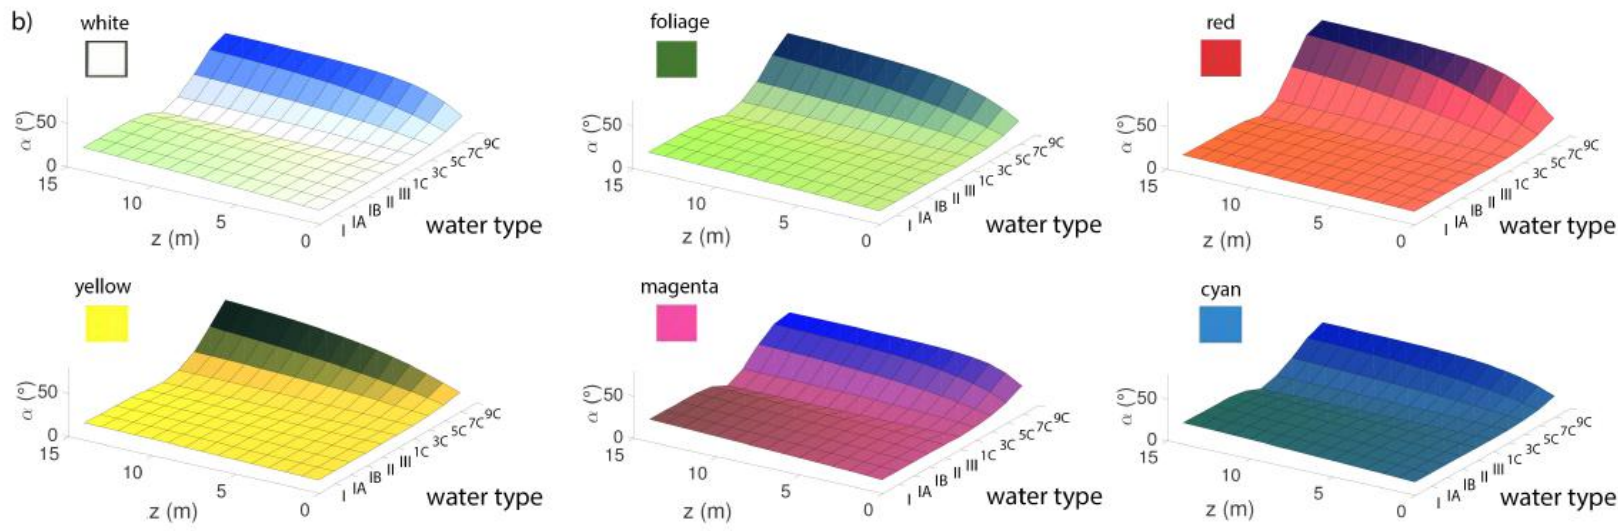 b)
white
α (°)
50
0
15
10
5
0
z (m)
I IA IB II III 1C 3C 5C 7C 9C
water type
foliage
α (°)
50
0
15
10
5
0
z (m)
I IA IB II III 1C 3C 5C 7C 9C
water type
red
α (°)
50
0
15
10
5
0
z (m)
I IA IB II III 1C 3C 5C 7C 9C
water type
yellow
α (°)
50
0
15
10
5
0
z (m)
I IA IB II III 1C 3C 5C 7C 9C
water type
magenta
α (°)
50
0
15
10
5
0
z (m)
I IA IB II III 1C 3C 5C 7C 9C
water type
cyan
α (°)
50
0
15
10
5
0
z (m)
I IA IB II III 1C 3C 5C 7C 9C
water type